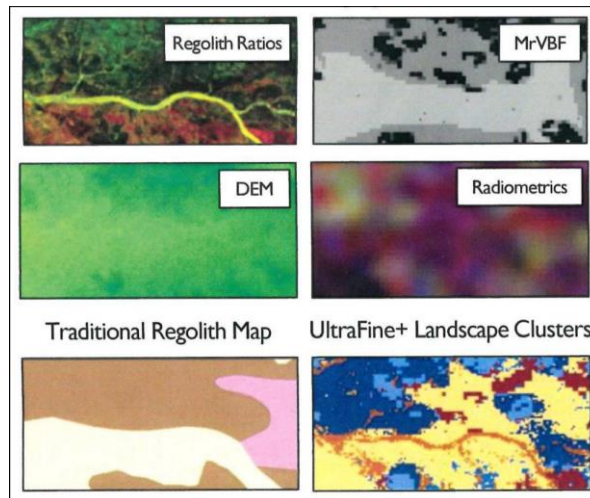 Regolith Ratios
MrVBF
DEM
Radiometrics
Traditional Regolith Map
UltraFine+ Landscape Clusters